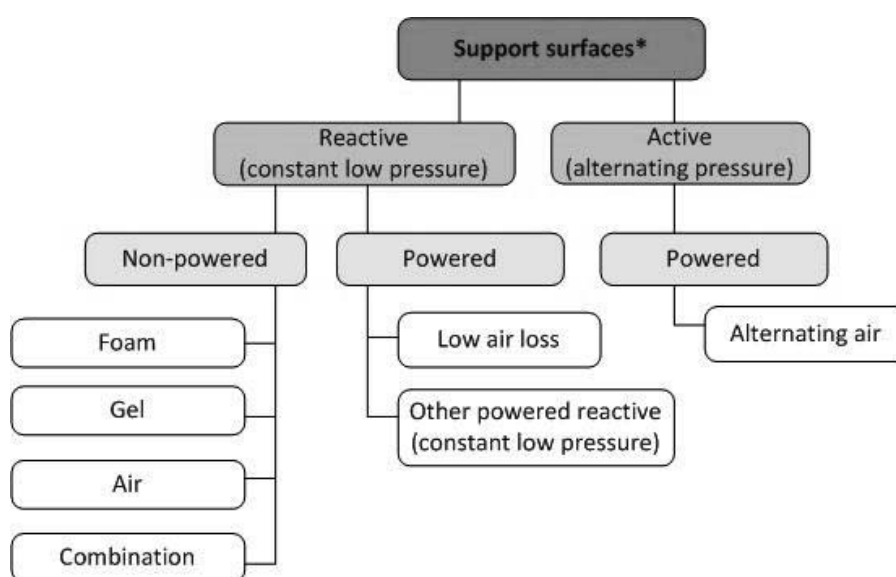 Support surfaces*
Reactive
(constant low pressure)
Active
(alternating pressure)
Non-powered
Powered
Powered
Foam
Gel
Air
Combination
Low air loss
Other powered reactive
(constant low pressure)
Alternating air